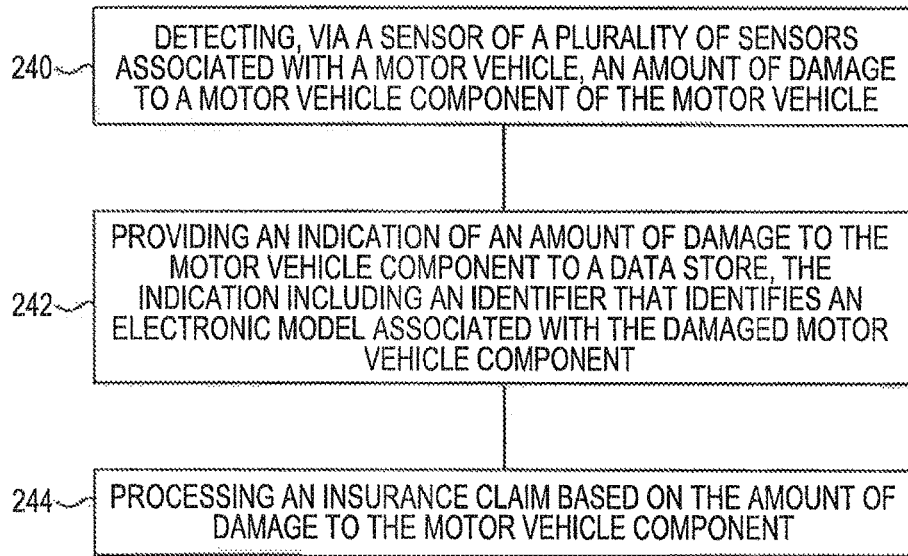 240
DETECTING, VIA A SENSOR OF A PLURALITY OF SENSORS
ASSOCIATED WITH A MOTOR VEHICLE, AN AMOUNT OF DAMAGE
TO A MOTOR VEHICLE COMPONENT OF THE MOTOR VEHICLE
242
PROVIDING AN INDICATION OF AN AMOUNT OF DAMAGE TO THE
MOTOR VEHICLE COMPONENT TO A DATA STORE, THE
INDICATION INCLUDING AN IDENTIFIER THAT IDENTIFIES AN
ELECTRONIC MODEL ASSOCIATED WITH THE DAMAGED MOTOR
VEHICLE COMPONENT
244
PROCESSING AN INSURANCE CLAIM BASED ON THE AMOUNT OF
DAMAGE TO THE MOTOR VEHICLE COMPONENT